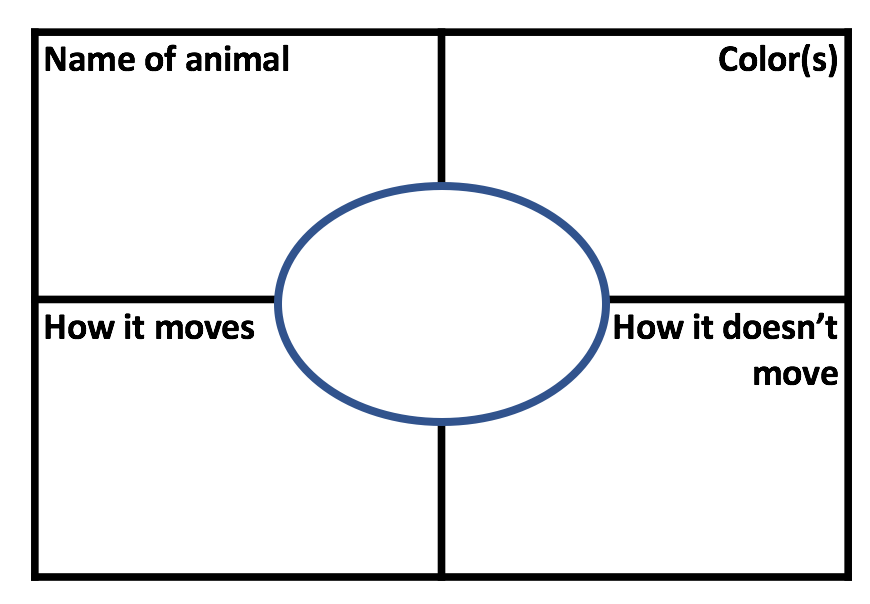 Name of animal
Color(s)
How it moves
How it doesn’t
move